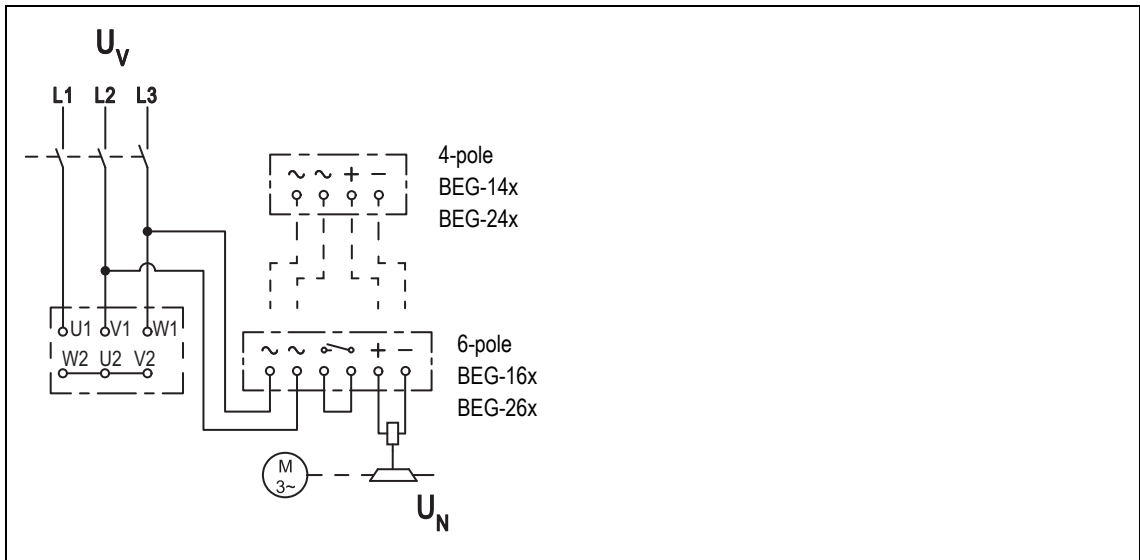 U_V
L1 L2 L3
~ ~ + −
4-pole
BEG-14x
BEG-24x
U1 V1 W1
W2 U2 V2
~ ~ + −
6-pole
BEG-16x
BEG-26x
M
3~
U_N